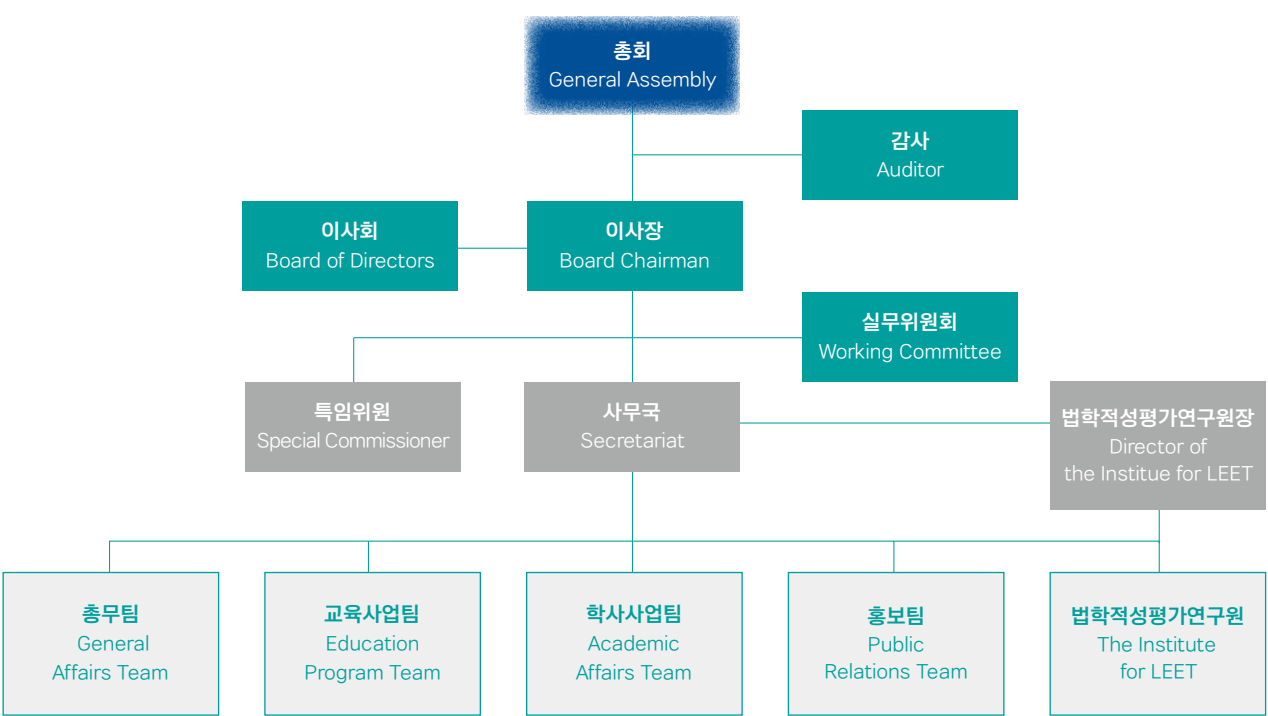 총회
General Assembly
감사
Auditor
이사회
Board of Directors
이사장
Board Chairman
실무위원회
Working Committee
특임위원
Special Commissioner
사무국
Secretariat
법학적성평가연구원장
Director of
the Institue for LEET
총무팀
General
Affairs Team
교육사업팀
Education
Program Team
학사사업팀
Academic
Affairs Team
홍보팀
Public
Relations Team
법학적성평가연구원
The Institute
for LEET